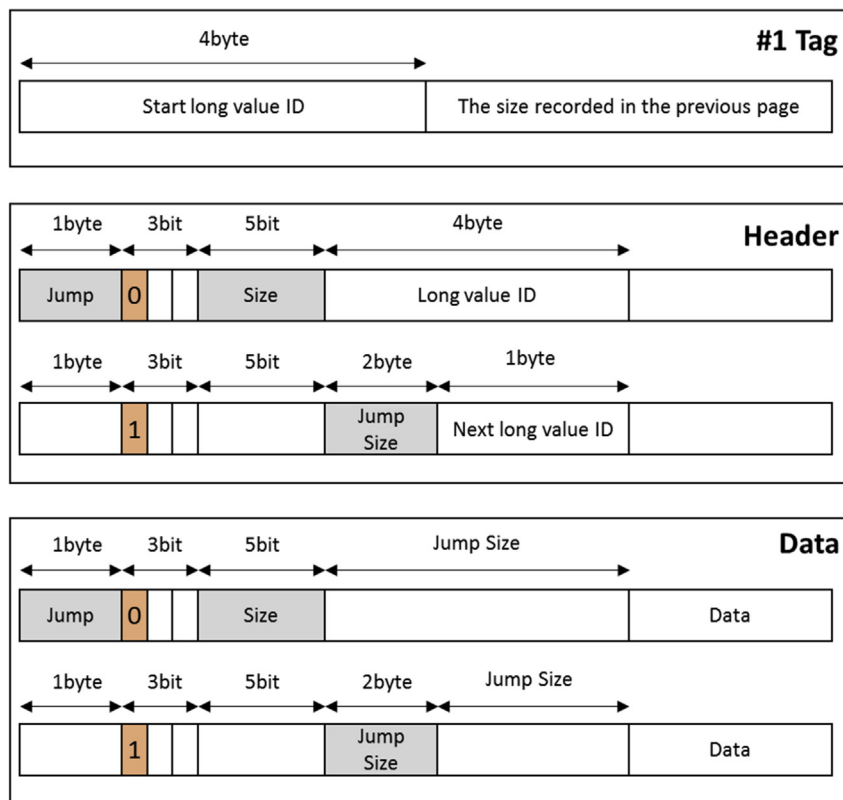 4byte
#1 Tag
Start long value ID
The size recorded in the previous page
1byte
3bit
5bit
4byte
Header
Jump
0
Size
Long value ID
1byte
3bit
5bit
2byte
1byte
1
Jump
Size
Next long value ID
1byte
3bit
5bit
Jump Size
Data
Jump
0
Size
Data
1byte
3bit
5bit
2byte
Jump Size
1
Jump
Size
Data